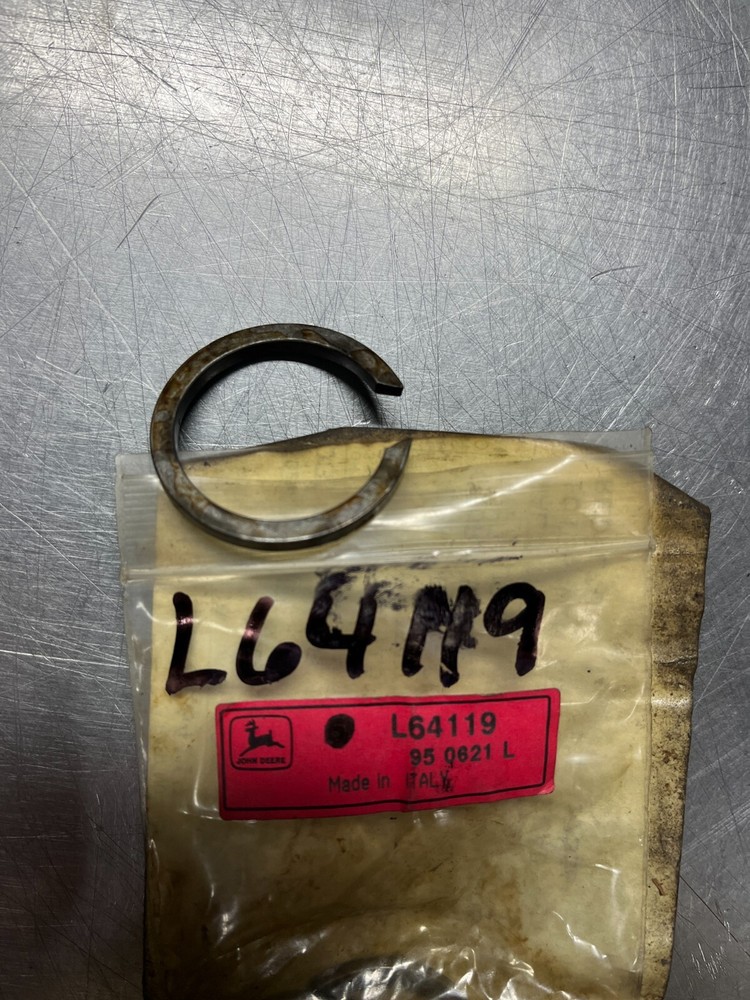 L64119
L64119
95 0621 L
Made in ITALY
JOHN DEERE